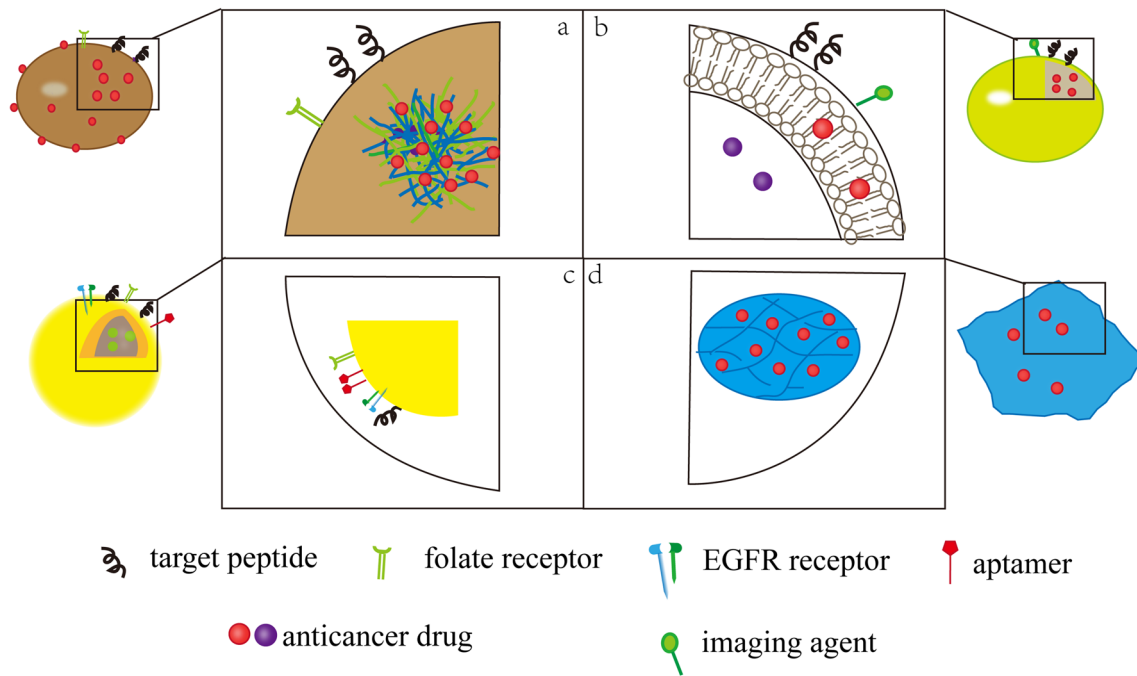 a b
c d
target peptide folate receptor EGFR receptor aptamer
anticancer drug imaging agent